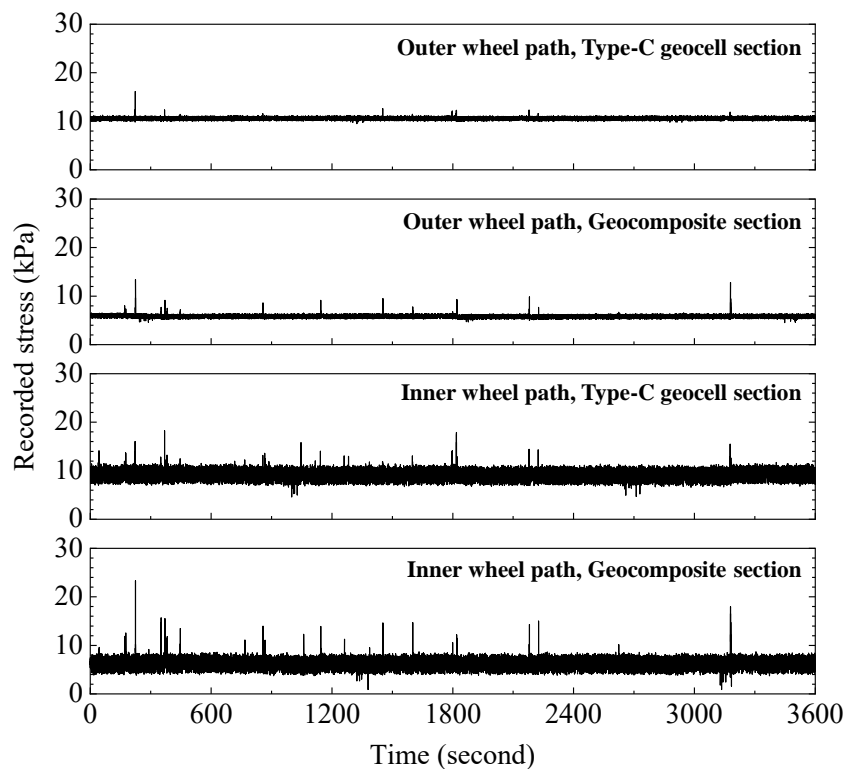 30
Outer wheel path, Type-C geocell section
20
10
0
30
Outer wheel path, Geocomposite section
20
10
0
30
Inner wheel path, Type-C geocell section
20
10
0
30
Inner wheel path, Geocomposite section
20
10
0
Recorded stress (kPa)
0 600 1200 1800 2400 3000 3600
Time (second)